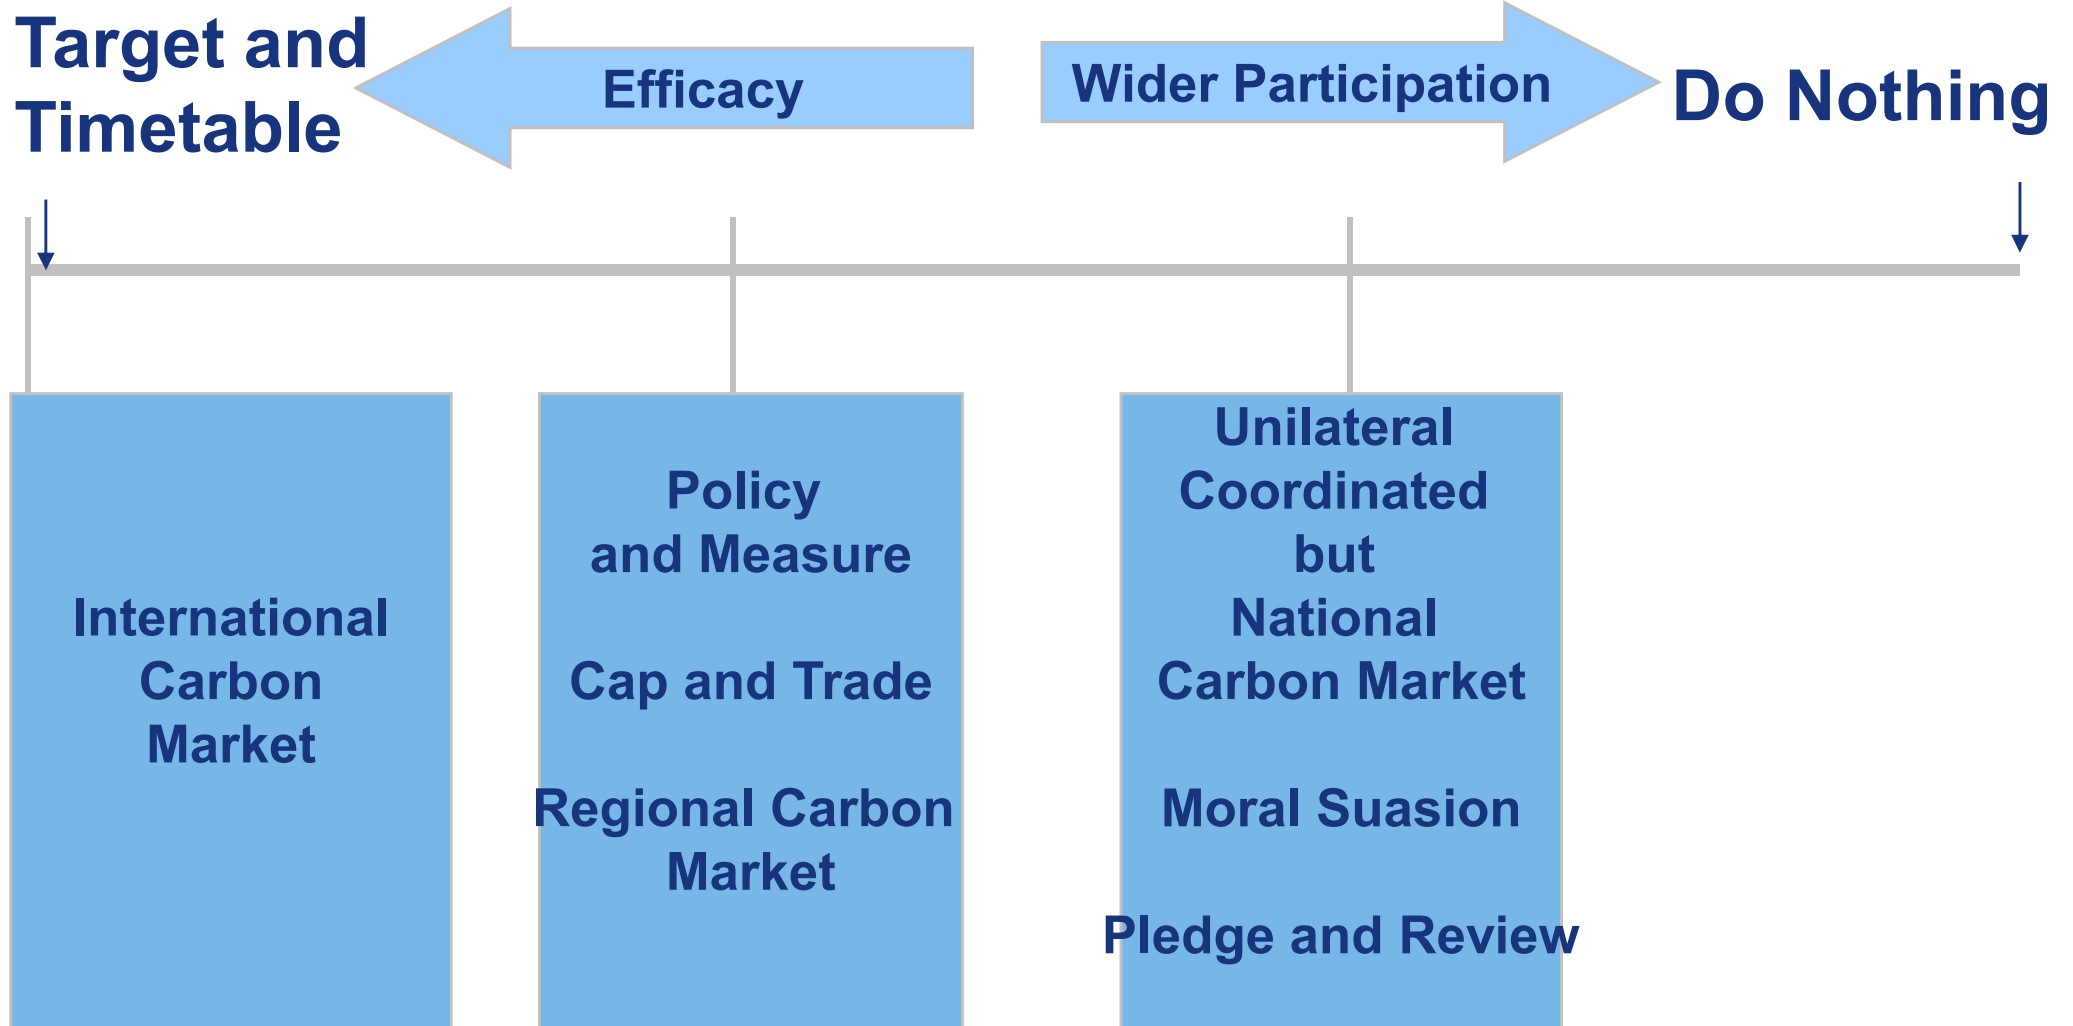 Target and
Timetable
Efficacy
Wider Participation
Do Nothing
International
Carbon
Market
Policy
and Measure
Cap and Trade
Regional Carbon
Market
Unilateral
Coordinated
but
National
Carbon Market
Moral Suasion
Pledge and Review